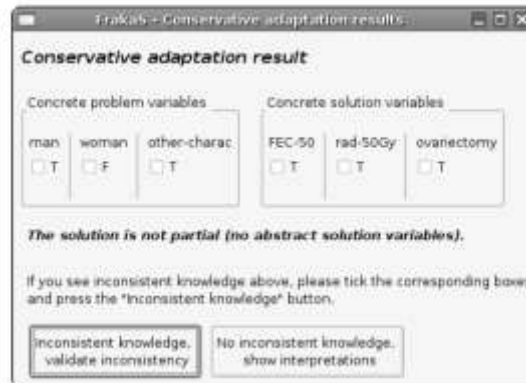 FrakaS - Conservative adaptation results.
Conservative adaptation result
Concrete problem variables
Concrete solution variables
man woman other-charac FEC-50 rad-50Gy ovariectomy
T F T T T T
The solution is not partial (no abstract solution variables).
If you see inconsistent knowledge above, please tick the corresponding boxes
and press the "Inconsistent knowledge" button.
Inconsistent knowledge,
validate inconsistency
No inconsistent knowledge,
show interpretations